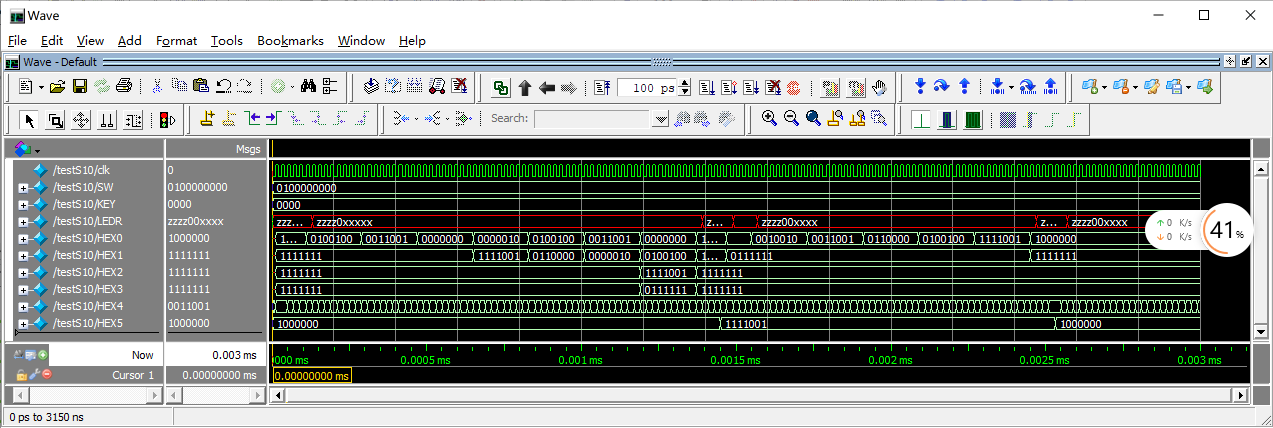 Wave
File Edit View Add Format Tools Bookmarks Window Help
Wave - Default
100 ps
Search:
Msgs
/testS10/clk 0
/testS10/SW 0100000000 0100000000
/testS10/KEY 0000 0000
/testS10/LEDR zzzz00xxxx zzz... zzzz0xxxxx z... zzzz00xxxx z... zzzz00xxxx
/testS10/HEX0 1000000 1... 0100100 0011001 0000000 0000010 0100100 0011001 0000000 1... 0010010 0011001 0110000 0100100 1111001 1000000
/testS10/HEX1 1111111 1111111 1111001 0110000 0000010 0100100 1... 0111111 1111111
/testS10/HEX2 1111111 1111111 1111001 1111111
/testS10/HEX3 1111111 1111111 0111111 1111111
/testS10/HEX4 0011001
/testS10/HEX5 1000000 1000000 1111001 1000000
0 K/s
0 K/s
41%
Now 0.003 ms 000 ms 0.0005 ms 0.001 ms 0.0015 ms 0.002 ms 0.0025 ms 0.003 ms
Cursor 1 0.00000000 ms 0.00000000 ms
0 ps to 3150 ns